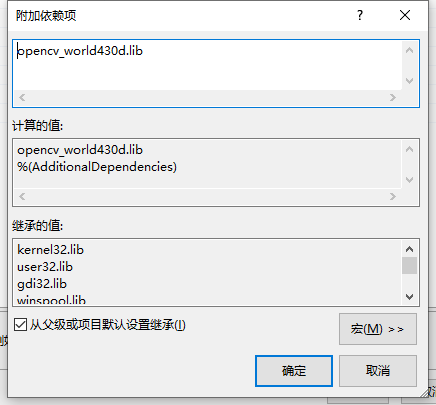 附加依赖项
opencv_world430d.lib
计算的值:
opencv_world430d.lib
%(AdditionalDependencies)
继承的值:
kernel32.lib
user32.lib
gdi32.lib
winspool.lib
从父级或项目默认设置继承(I)
宏(M) >>
确定
取消